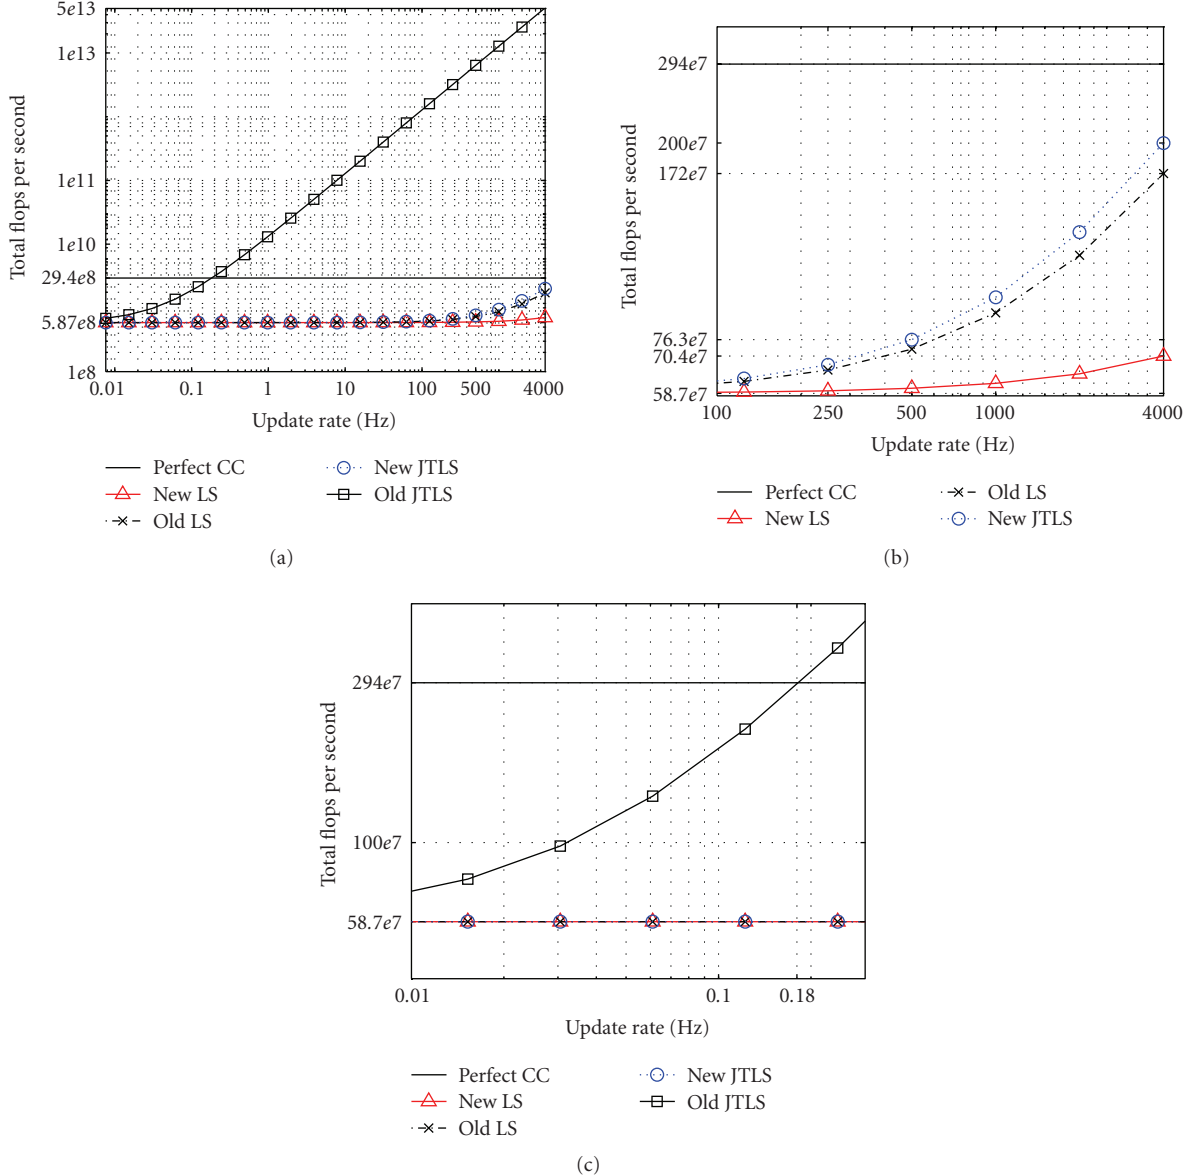 5e13
1e13
1e11
1e10
29.4e8
5.87e8
1e8
Total flops per second
0.01 0.1 1 10 100 500 4000
Update rate (Hz)
Perfect CC
New LS
Old LS
New JTLS
Old JTLS
(a)
294e7
200e7
172e7
76.3e7
70.4e7
58.7e7
Total flops per second
100 250 500 1000 4000
Update rate (Hz)
Perfect CC
New LS
Old LS
New JTLS
(b)
294e7
100e7
58.7e7
Total flops per second
0.01 0.1 0.18
Update rate (Hz)
Perfect CC
New LS
Old LS
New JTLS
Old JTLS
(c)